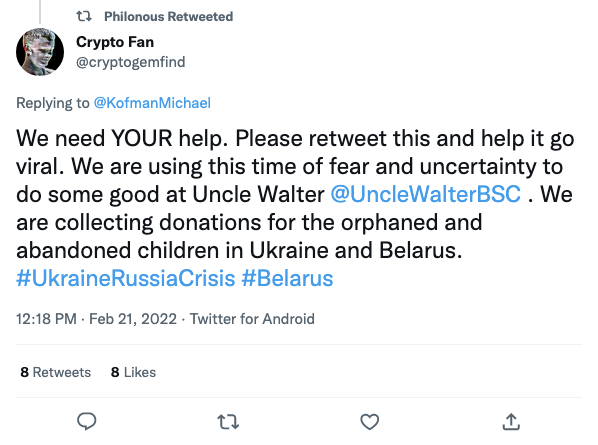 Philonous Retweeted
Crypto Fan
@cryptogemfind
Replying to @KofmanMichael
We need YOUR help. Please retweet this and help it go
viral. We are using this time of fear and uncertainty to
do some good at Uncle Walter @UncleWalterBSC . We
are collecting donations for the orphaned and
abandoned children in Ukraine and Belarus.
#UkraineRussiaCrisis #Belarus
12:18 PM · Feb 21, 2022 · Twitter for Android
8 Retweets 8 Likes